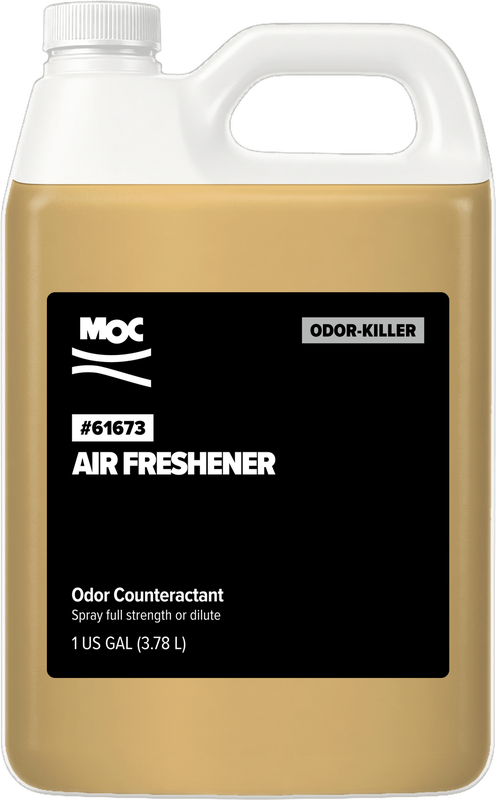 MOC
ODOR-KILLER
#61673
AIR FRESHENER
Odor Counteractant
Spray full strength or dilute
1 US GAL (3.78 L)